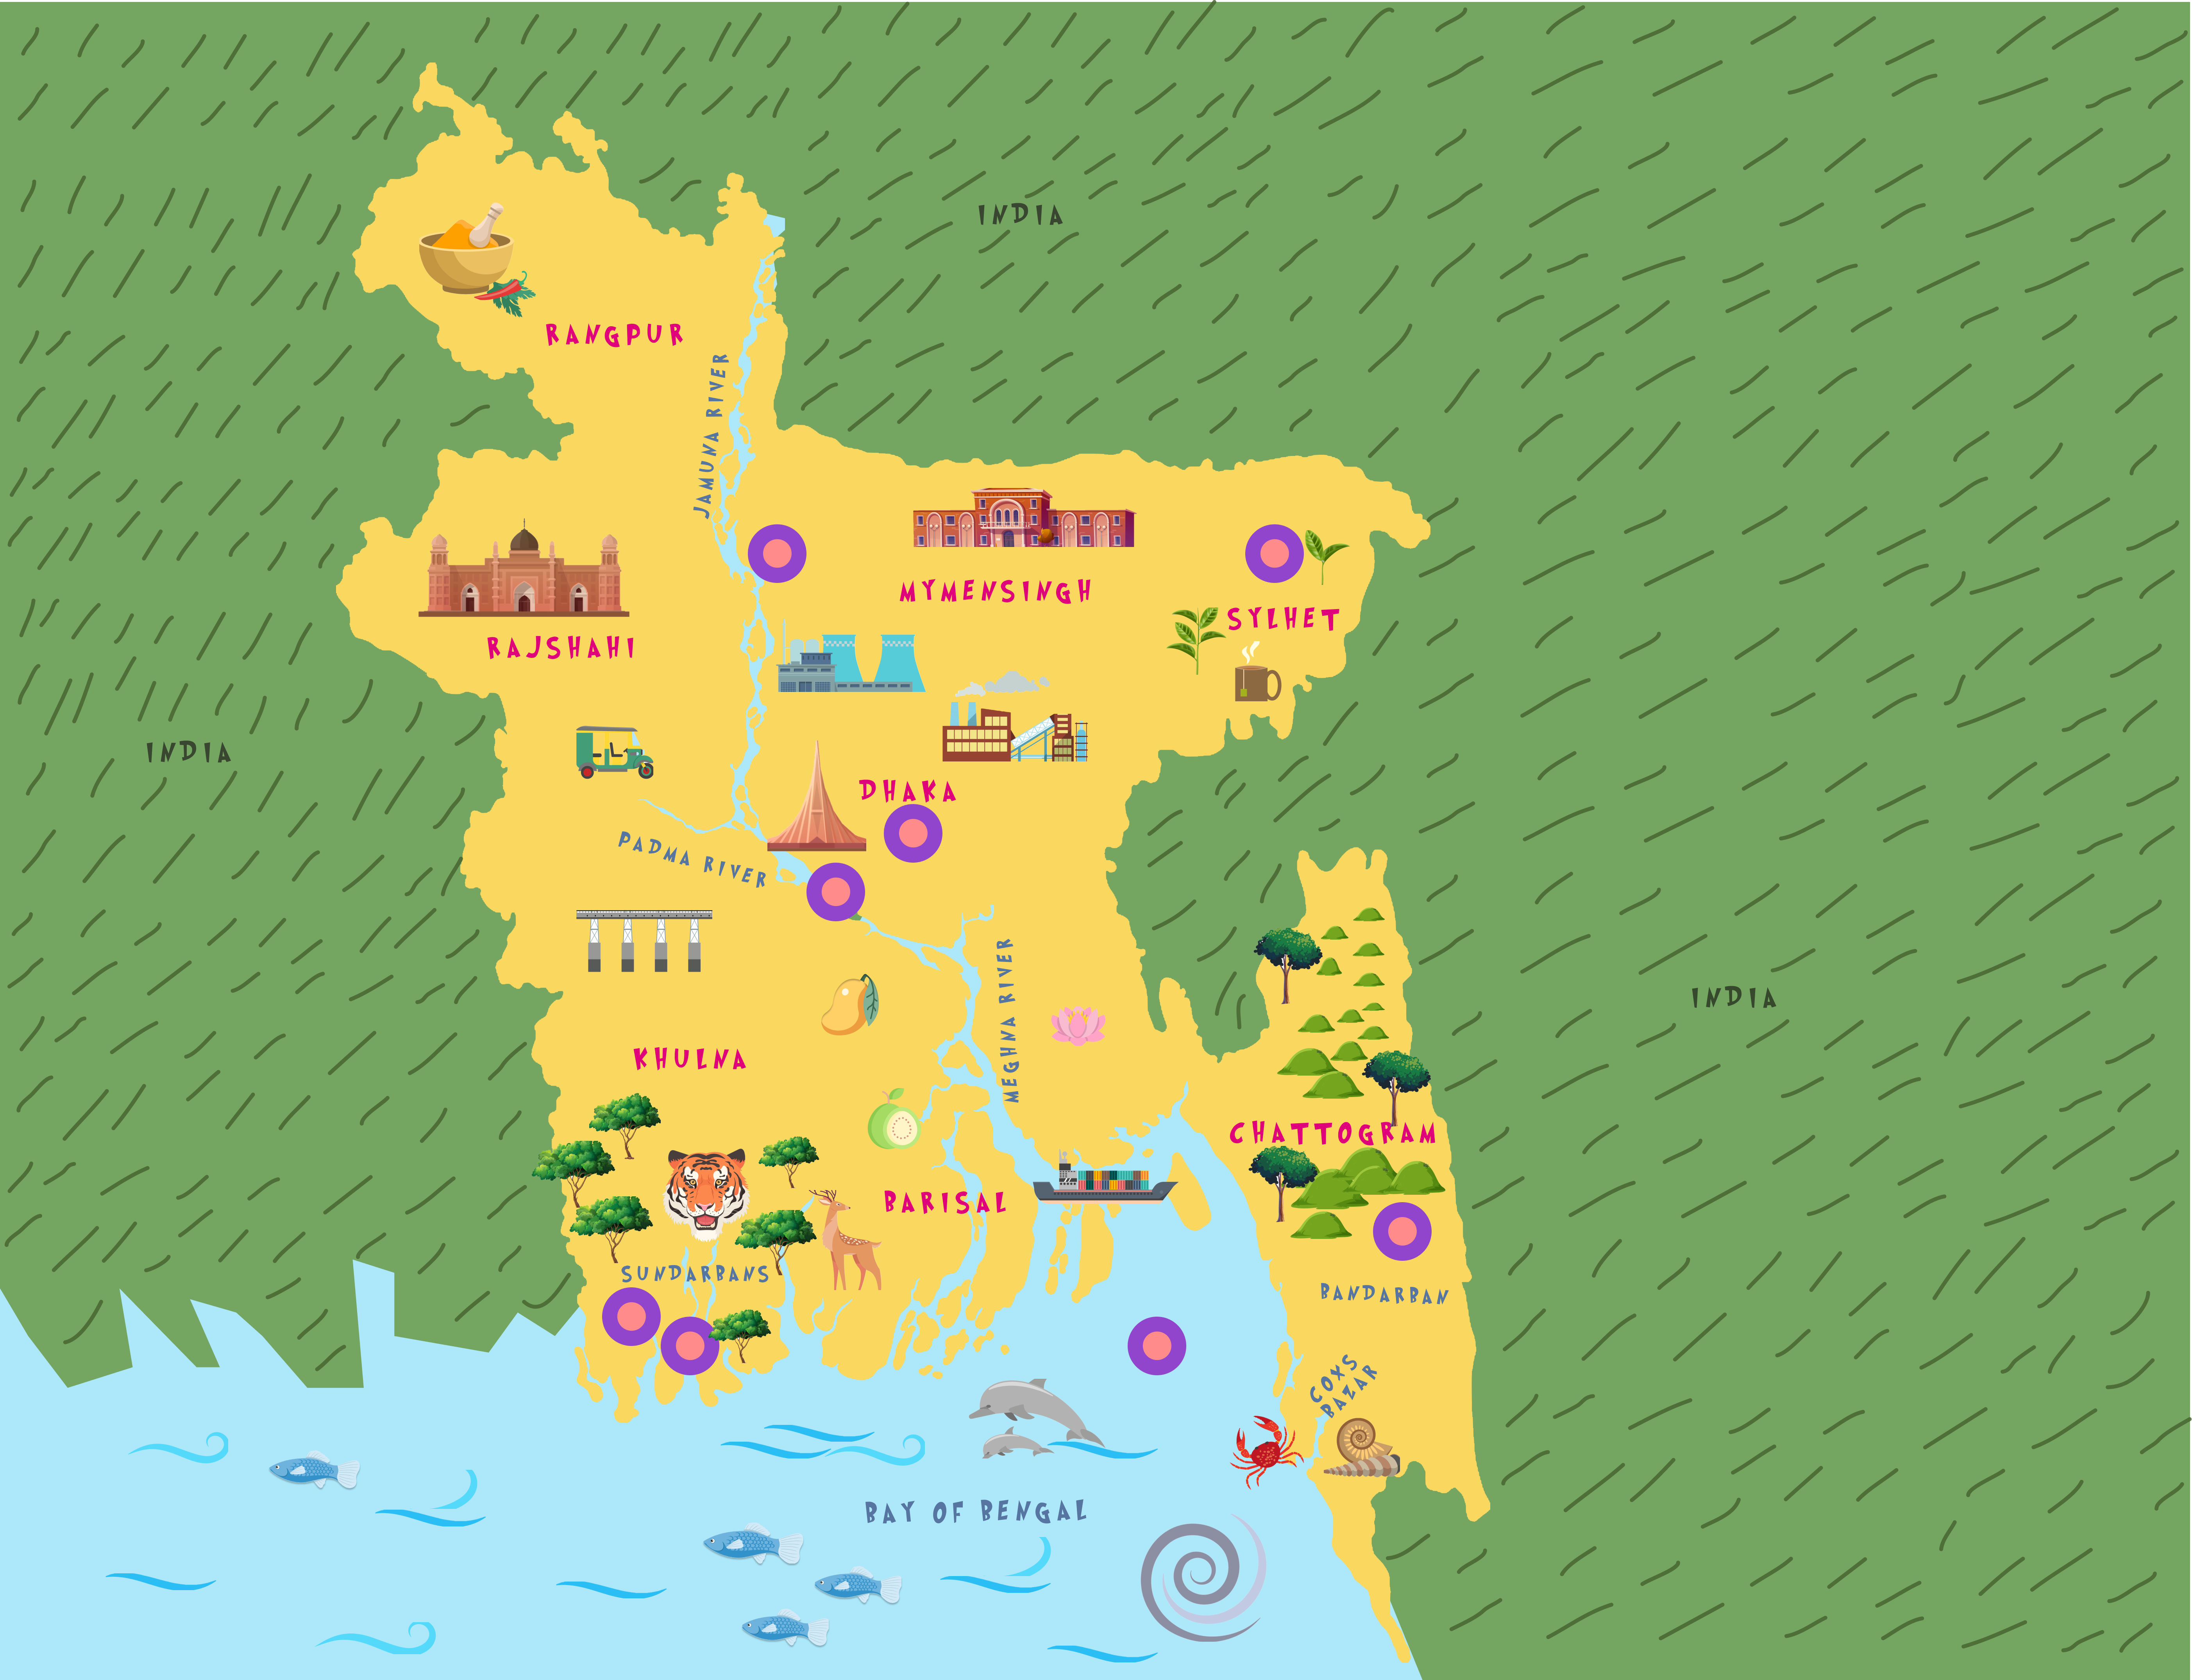 INDIA
RANGPUR
JAMUNA RIVER
MYMENSINGH
SYLHET
RAJSHAHI
INDIA
DHAKA
PADMA RIVER
MEGHNA RIVER
INDIA
KHULNA
CHATTOGRAM
BARISAL
SUNDARBANS
BANDARBAN
COXS
BAZAR
BAY OF BENGAL